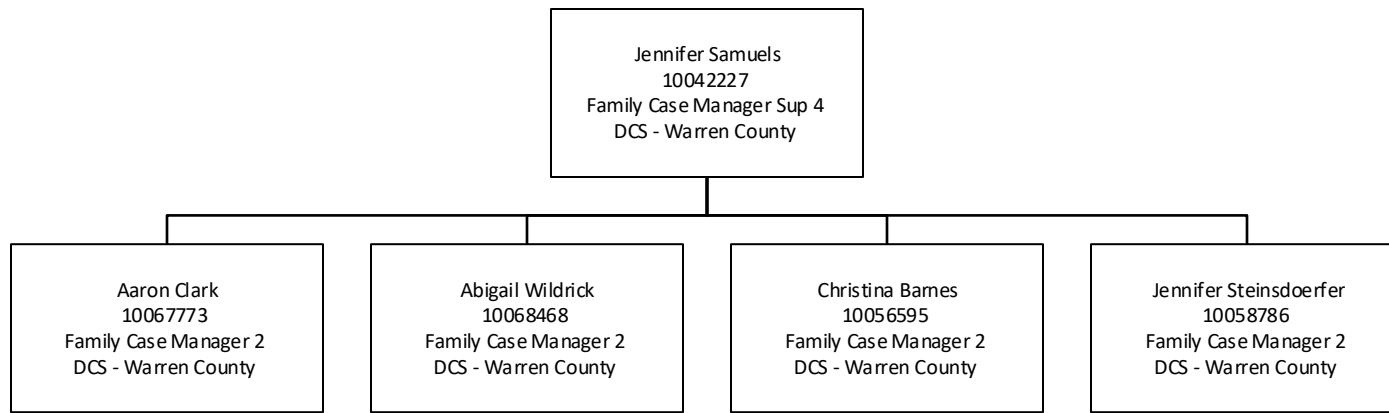 Jennifer Samuels
10042227
Family Case Manager Sup 4
DCS - Warren County
Aaron Clark
10067773
Family Case Manager 2
DCS - Warren County
Abigail Wildrick
10068468
Family Case Manager 2
DCS - Warren County
Christina Barnes
10056595
Family Case Manager 2
DCS - Warren County
Jennifer Steinsdoerfer
10058786
Family Case Manager 2
DCS - Warren County